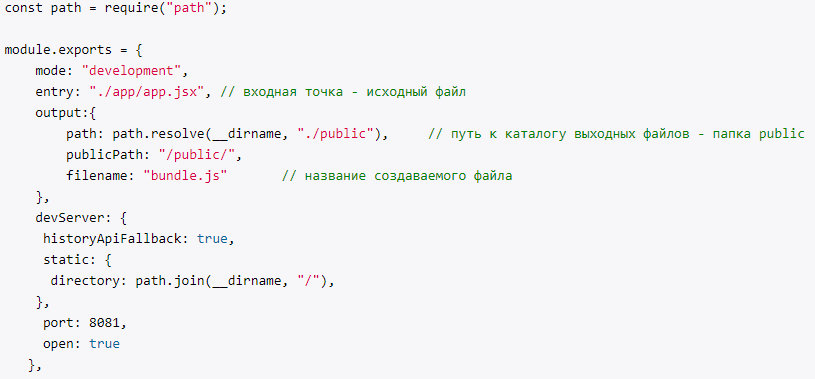 const path = require("path");
module.exports = {
mode: "development",
entry: "./app/app.jsx", // входная точка - исходный файл
output:{
path: path.resolve(__dirname, "./public"), // путь к каталогу выходных файлов - папка public
publicPath: "/public/",
filename: "bundle.js" // название создаваемого файла
},
devServer: {
historyApiFallback: true,
static: {
directory: path.join(__dirname, "/"),
},
port: 8081,
open: true
},